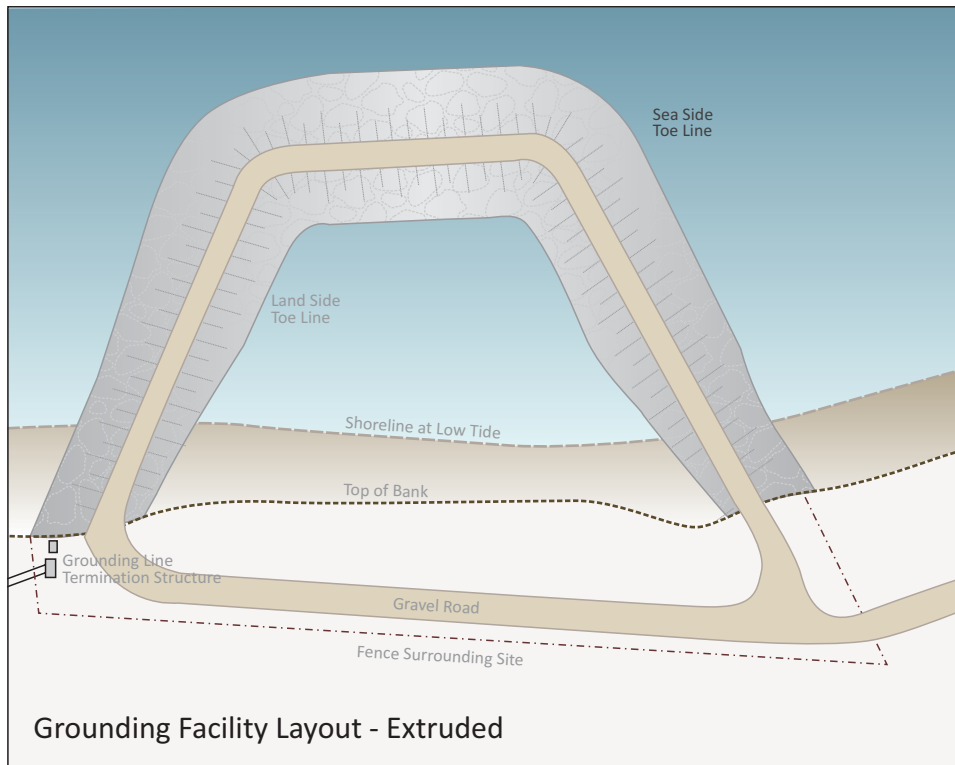 Sea Side
Toe Line
Land Side
Toe Line
Shoreline at Low Tide
Top of Bank
Grounding Line
Termination Structure
Gravel Road
Fence Surrounding Site
Grounding Facility Layout - Extruded